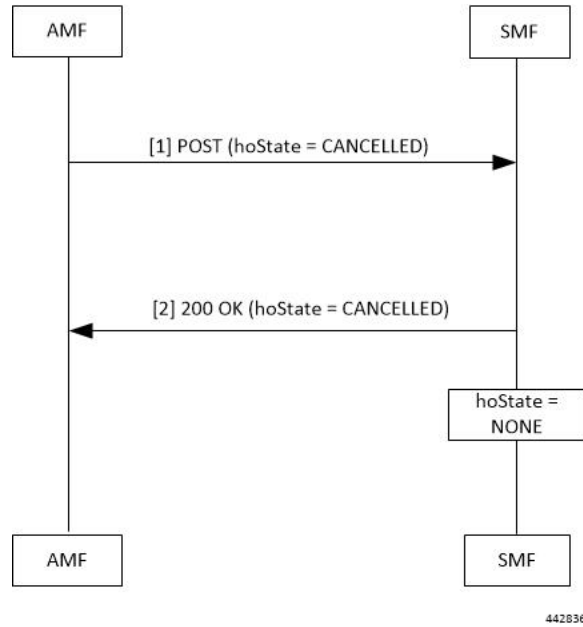 AMF
SMF
[1] POST (hoState = CANCELLED)
[2] 200 OK (hoState = CANCELLED)
hoState =
NONE
AMF
SMF
442836